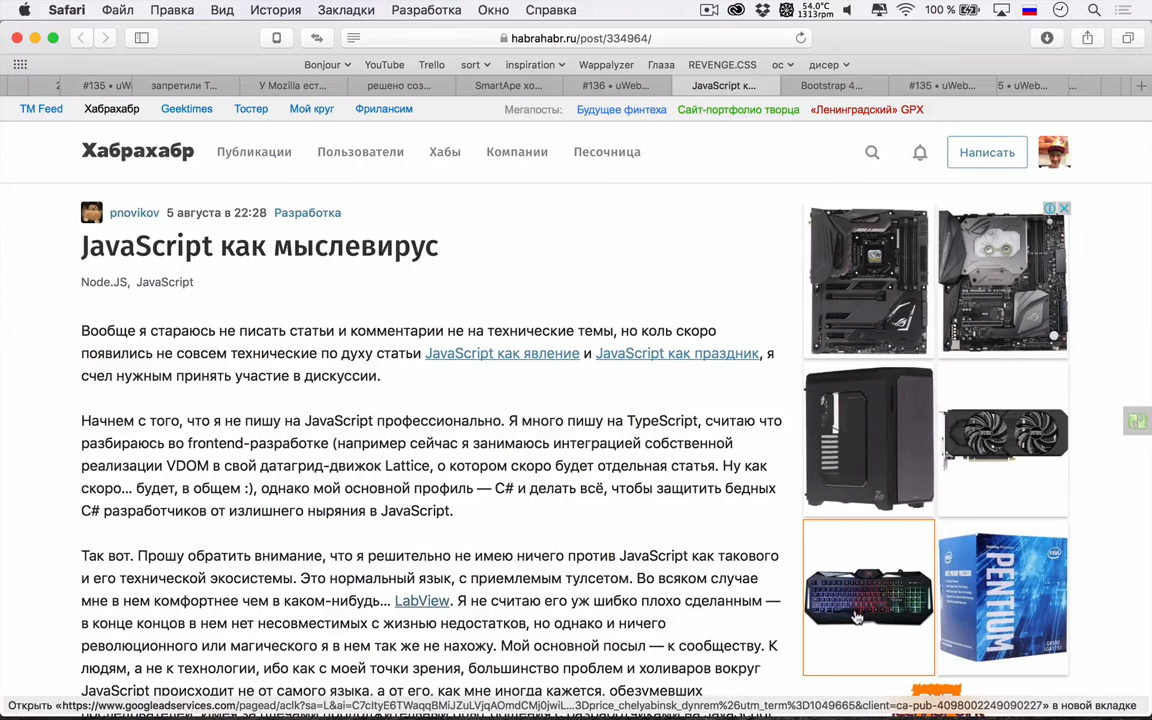 Safari Файл Правка Вид История Закладки Разработка Окно Справка 54.0°C 1313rpm 100 %
habrahabr.ru/post/334964/
Bonjour YouTube Trello sort inspiration Wappalyzer Глаза REVENGE.CSS ос дисер
#135 • uW запретили Т... У Mozilla ест... решено соз... SmartApe хо... #136 • uWeb... JavaScript к... Bootstrap 4... #135 • uWeb... 5 • uWeb... ...
TM Feed Хабрахабр Geektimes Тостер Мой круг Фрилансим Мегапосты: Будущее финтеха Сайт-портфолио творца «Ленинградский» GPX
Хабрахабр Публикации Пользователи Хабы Компании Песочница Написать
pnovikov 5 августа в 22:28 Разработка
JavaScript как мыслевирус
Node.JS, JavaScript
Вообще я стараюсь не писать статьи и комментарии не на технические темы, но коль скоро
появились не совсем технические по духу статьи JavaScript как явление и JavaScript как праздник, я
счел нужным принять участие в дискуссии.
Начнем с того, что я не пишу на JavaScript профессионально. Я много пишу на TypeScript, считаю что
разбираюсь во frontend-разработке (например сейчас я занимаюсь интеграцией собственной
реализации VDOM в свой датагрид-движок Lattice, о котором скоро будет отдельная статья. Ну как
скоро... будет, в общем :), однако мой основной профиль — C# и делать всё, чтобы защитить бедных
C# разработчиков от излишнего ныряния в JavaScript.
Так вот. Прошу обратить внимание, что я решительно не имею ничего против JavaScript как такового
и его технической экосистемы. Это нормальный язык, с приемлемым тулсетом. Во всяком случае
мне в нем комфортнее чем в каком-нибудь... LabView. Я не считаю его уж шибко плохо сделанным —
в конце концов в нем нет несовместимых с жизнью недостатков, но однако и ничего
революционного или магического я в нем так же не нахожу. Мой основной посыл — к сообществу. К
людям, а не к технологии, ибо как с моей точки зрения, большинство проблем и холиваров вокруг
JavaScript происходит не от самого языка, а от его, как мне иногда кажется, обезумевших
intel
PENTIUM
Открыть «https://www.googleadservices.com/pagead/aclk?sa=L&ai=C7cltyE6TWaqqBMiJZuLVjAOmdCMj0jwiL...3Dprice_chelyabinsk_dynrem%26utm_term%3D1049665&client=ca-pub-4098002249090227» в новой вкладке